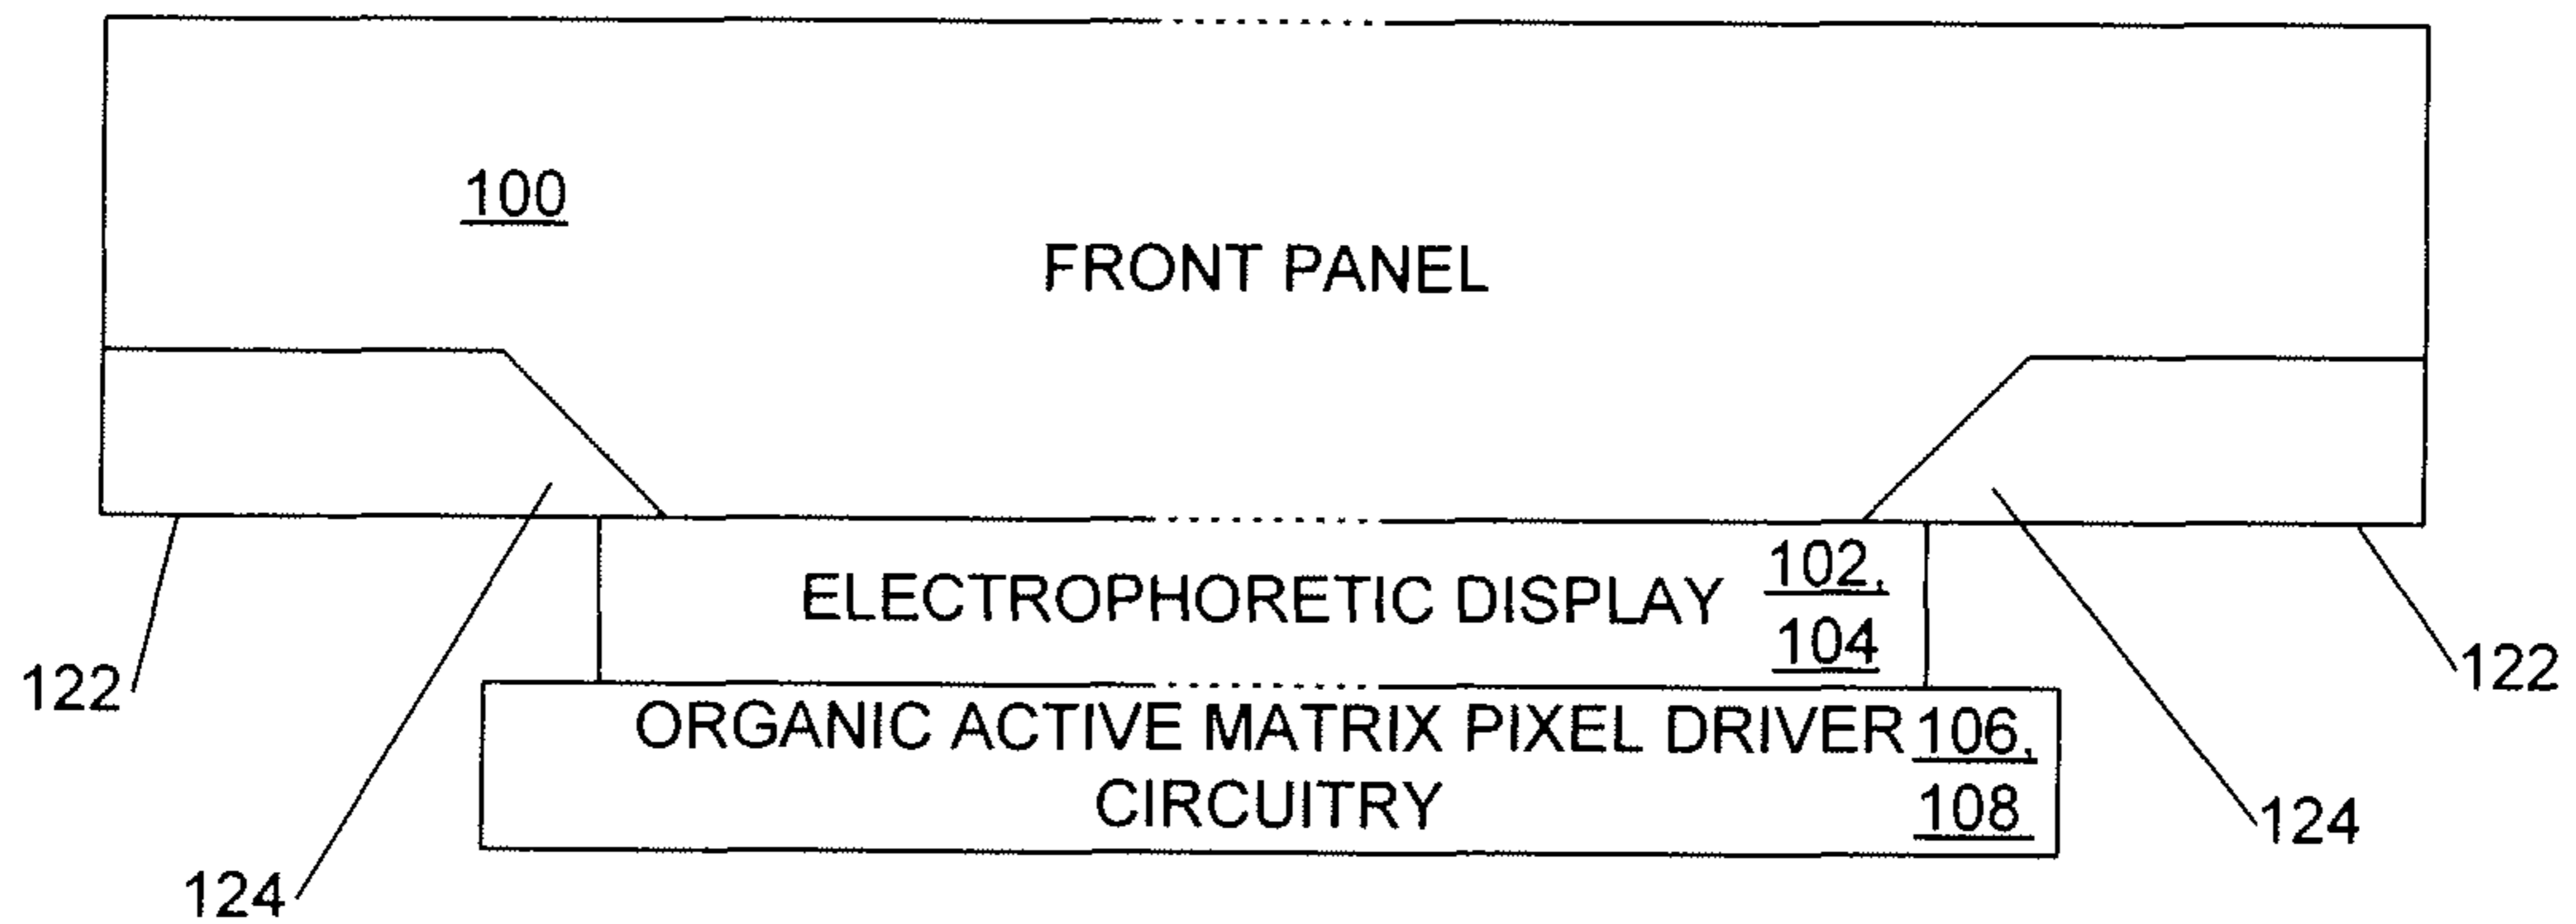 100
FRONT PANEL
ELECTROPHORETIC DISPLAY 102,
104
ORGANIC ACTIVE MATRIX PIXEL DRIVER 106,
CIRCUITRY 108
122
122
124
124